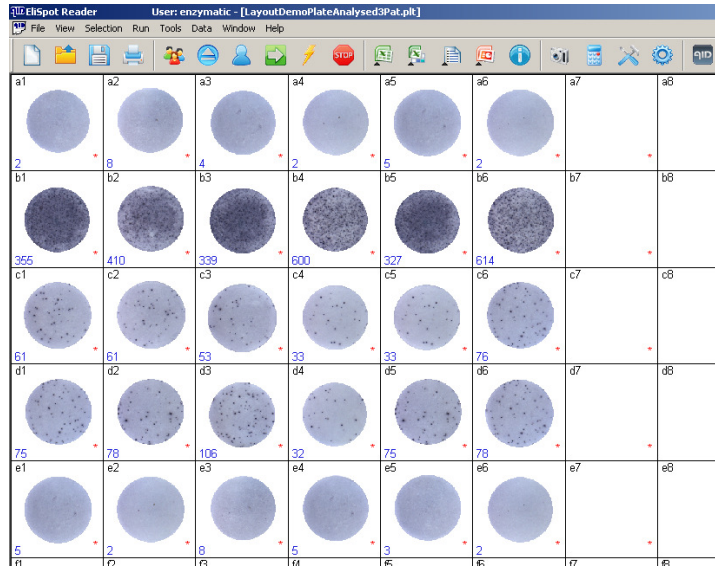 EliSpot Reader User: enzymatic - [LayoutDemoPlateAnalysed3Pat.plt]
File View Selection Run Tools Data Window Help
STOP
a1 a2 a3 a4 a5 a6 a7 a8
2 * 8 * 4 * 2 * 5 * 2 * *
b1 b2 b3 b4 b5 b6 b7 b8
355 * 410 * 339 * 600 * 327 * 614 * *
c1 c2 c3 c4 c5 c6 c7 c8
61 * 61 * 53 * 33 * 33 * 76 * *
d1 d2 d3 d4 d5 d6 d7 d8
75 * 78 * 106 * 32 * 75 * 78 * *
e1 e2 e3 e4 e5 e6 e7 e8
5 * 2 * 8 * 5 * 3 * 2 * *